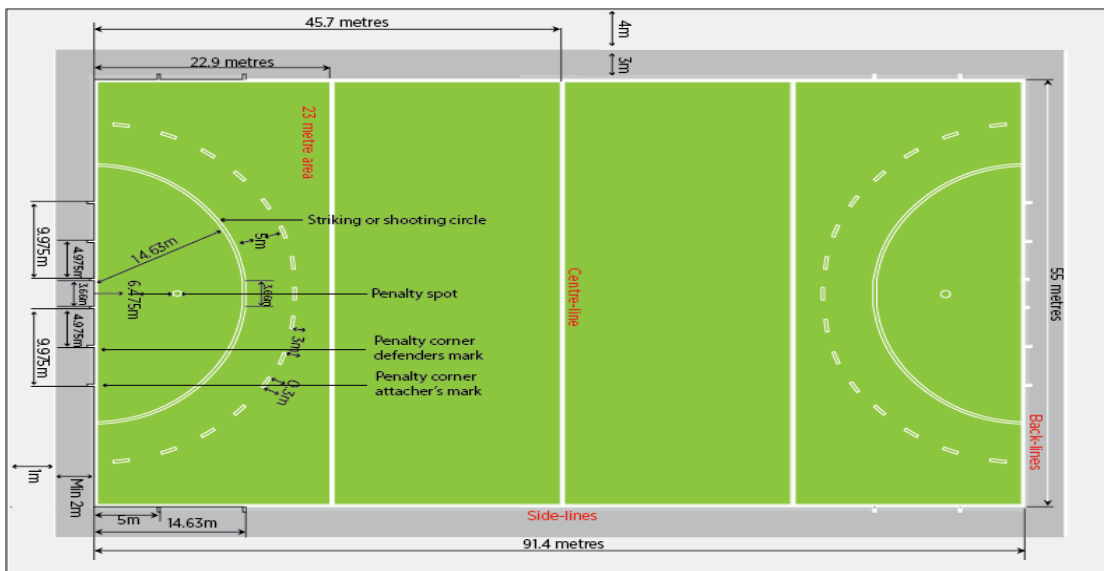 45.7 metres
4m
22.9 metres
3m
23 metre area
Striking or shooting circle
9.975m
14.63m
5m
4.975m
3.66m
6.475m
3.66m
Penalty spot
Centre-line
55 metres
4.975m
9.975m
3m
Penalty corner
defenders mark
Penalty corner
attacher's mark
0.3m
Back-lines
1m
Min 2m
5m
14.63m
Side-lines
91.4 metres